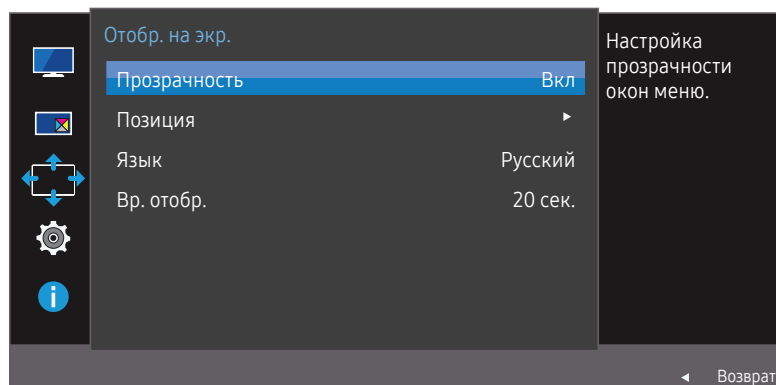 Отобр. на экр.
Прозрачность Вкл
Позиция ►
Язык Русский
Вр. отобр. 20 сек.
Настройка
прозрачности
окон меню.
◄ Возврат